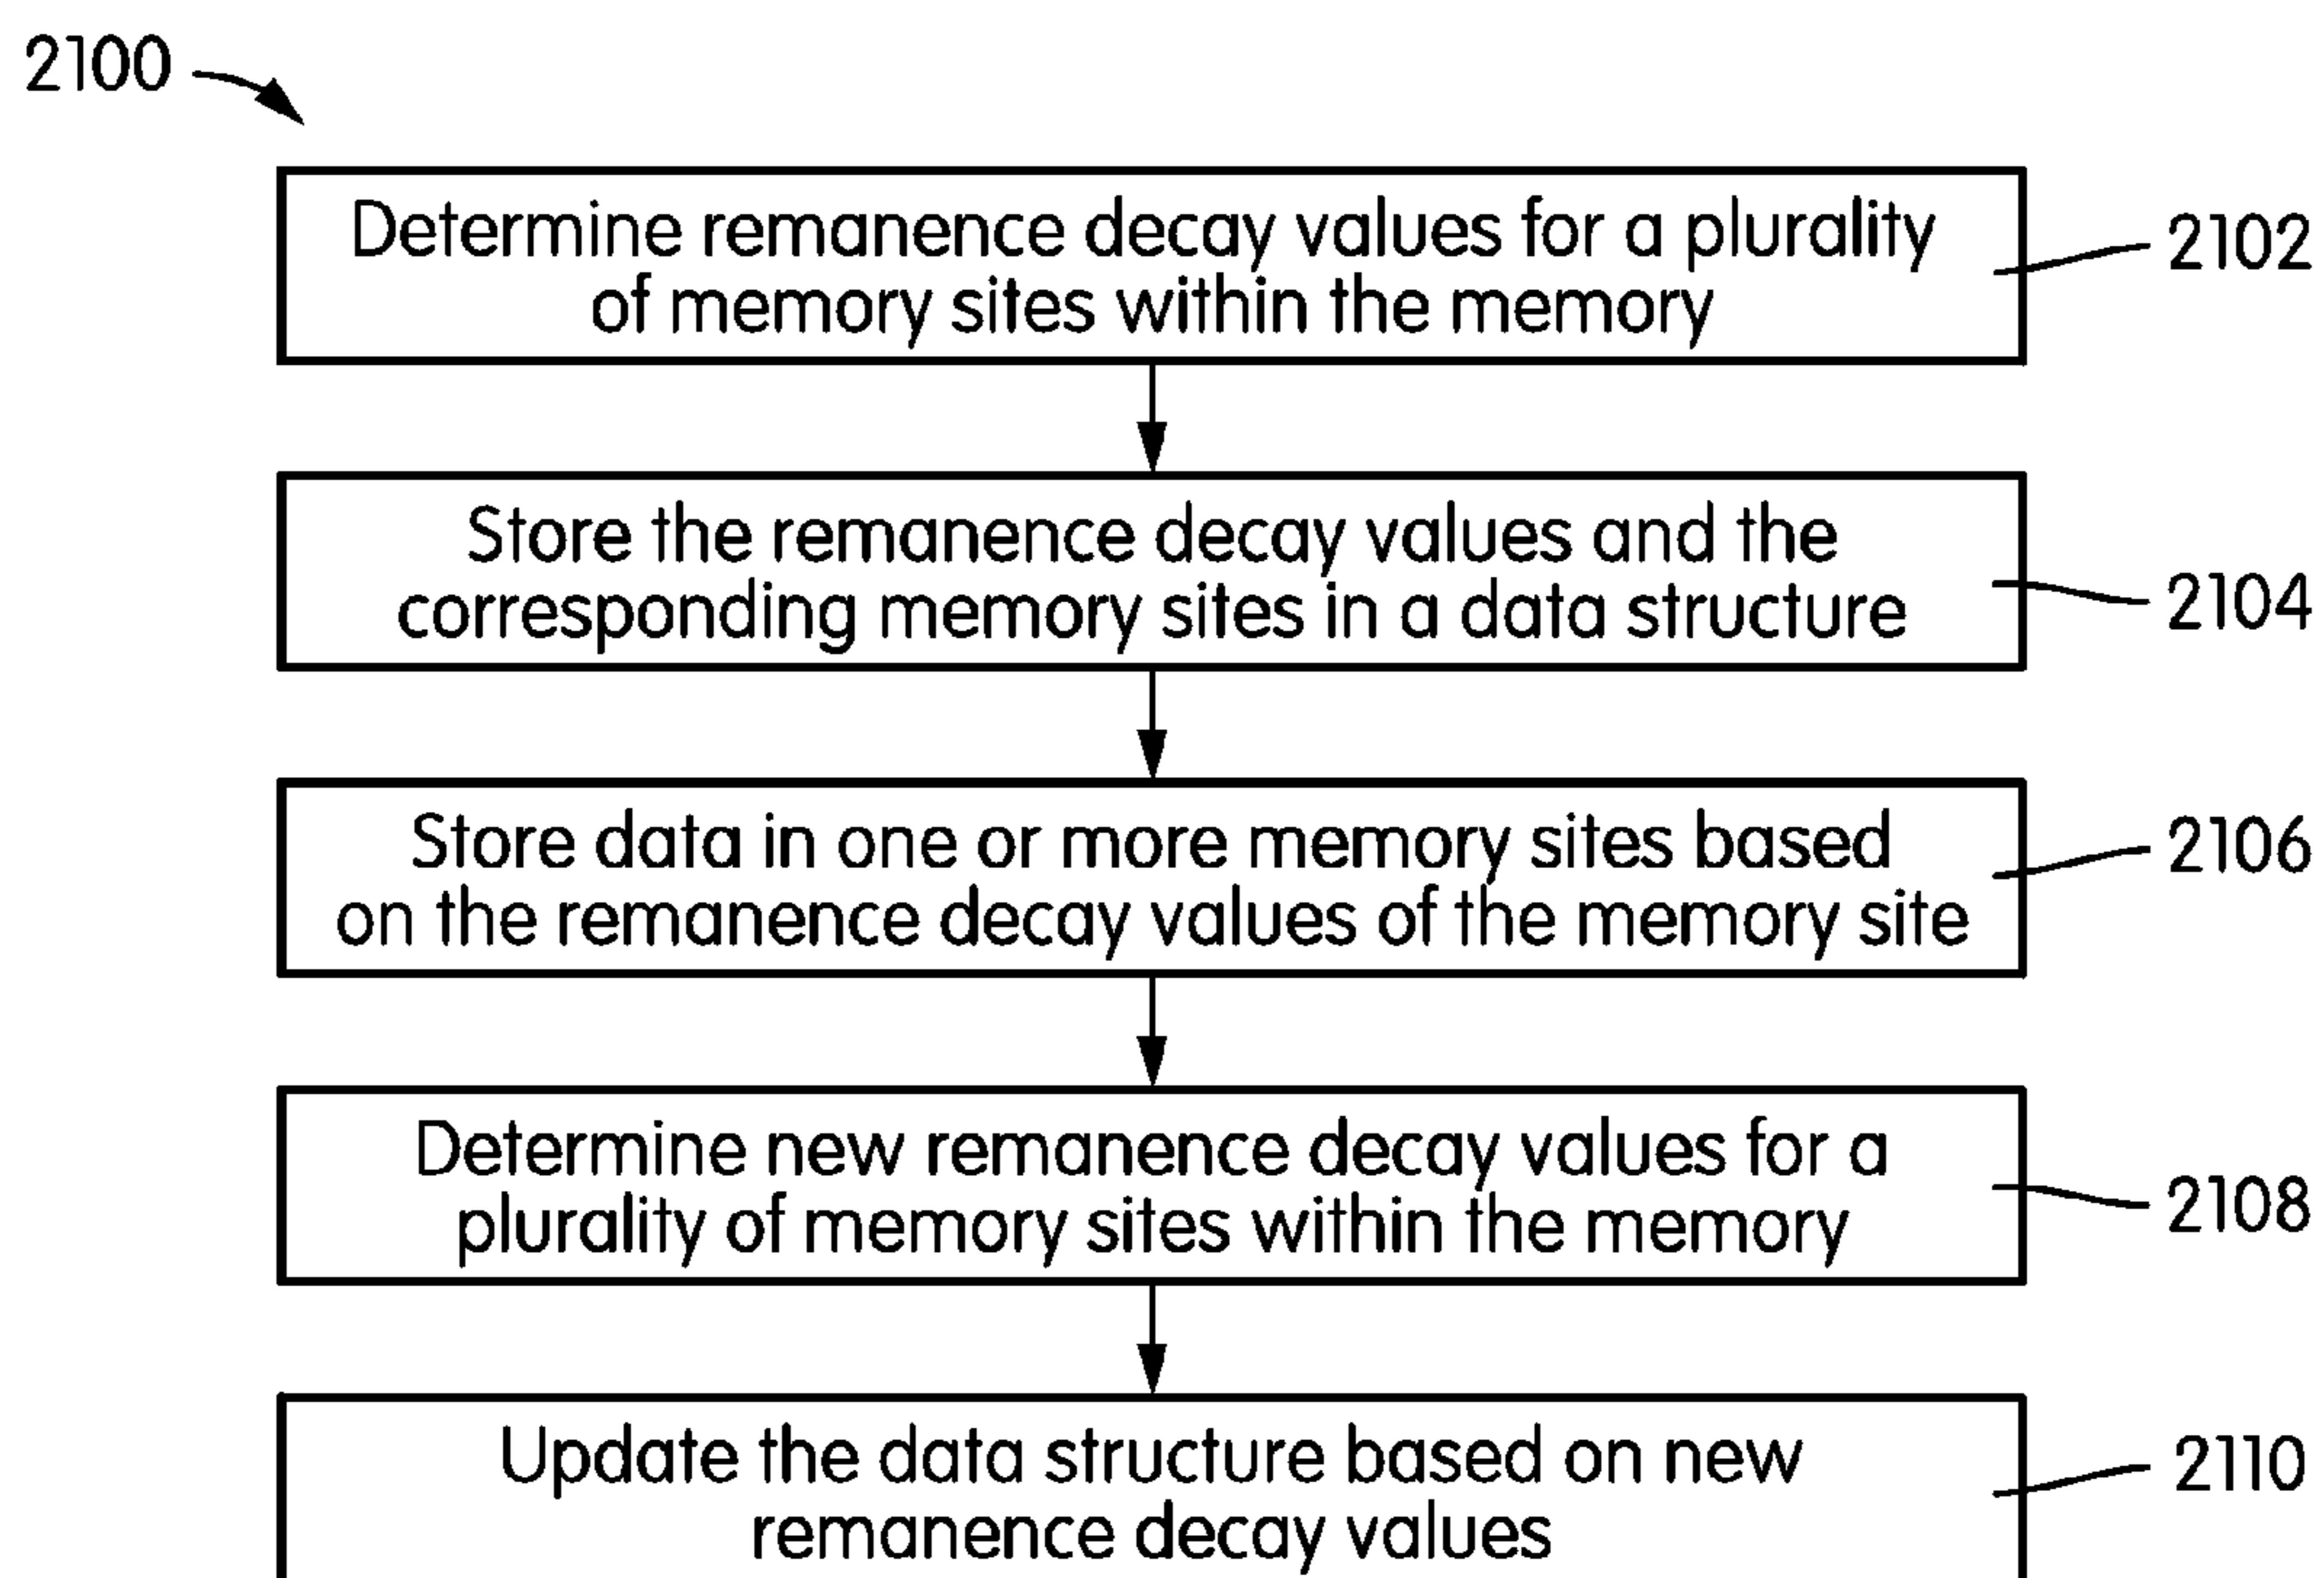 2100
Determine remanence decay values for a plurality
of memory sites within the memory
2102
Store the remanence decay values and the
corresponding memory sites in a data structure
2104
Store data in one or more memory sites based
on the remanence decay values of the memory site
2106
Determine new remanence decay values for a
plurality of memory sites within the memory
2108
Update the data structure based on new
remanence decay values
2110